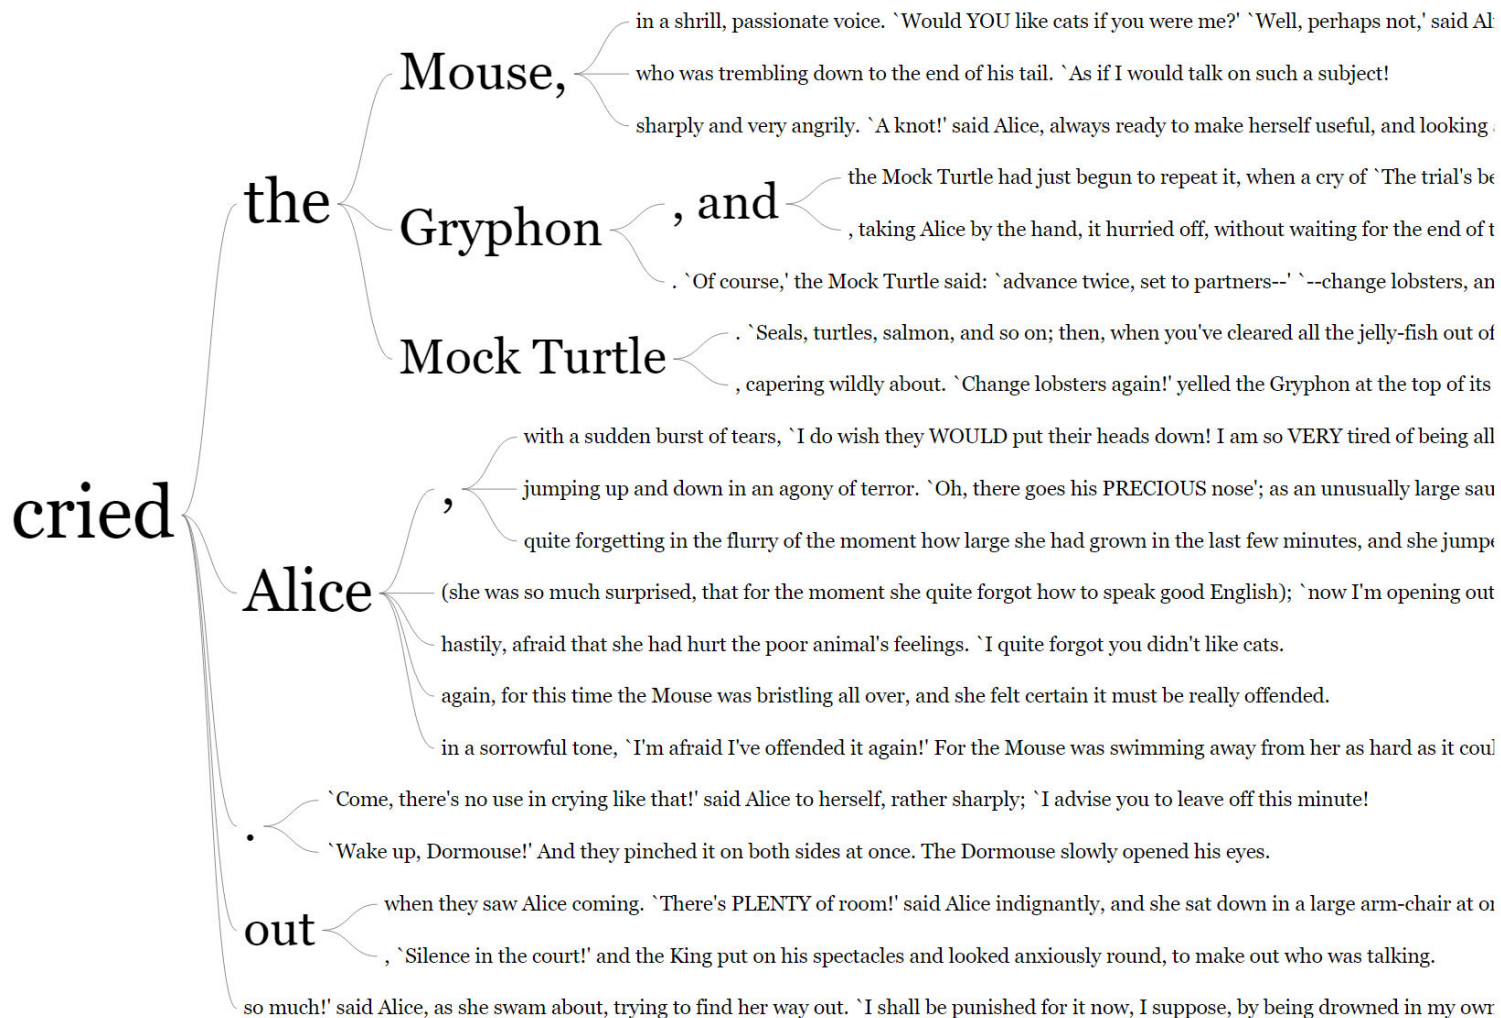 in a shrill, passionate voice. `Would YOU like cats if you were me?' `Well, perhaps not,' said
Mouse,
who was trembling down to the end of his tail. `As if I would talk on such a subject!
sharply and very angrily. `A knot!' said Alice, always ready to make herself useful, and looking
the
the Mock Turtle had just begun to repeat it, when a cry of `The trial's
, and
Gryphon
, taking Alice by the hand, it hurried off, without waiting for the end of
. `Of course,' the Mock Turtle said: `advance twice, set to partners--' `--change lobsters,
. `Seals, turtles, salmon, and so on; then, when you've cleared all the jelly-fish out of
Mock Turtle
, capering wildly about. `Change lobsters again!' yelled the Gryphon at the top of its
with a sudden burst of tears, `I do wish they WOULD put their heads down! I am so VERY tired of being all
,
jumping up and down in an agony of terror. `Oh, there goes his PRECIOUS nose'; as an unusually large
cried
quite forgetting in the flurry of the moment how large she had grown in the last few minutes, and she
Alice
(she was so much surprised, that for the moment she quite forgot how to speak good English); `now I'm opening out
hastily, afraid that she had hurt the poor animal's feelings. `I quite forgot you didn't like cats.
again, for this time the Mouse was bristling all over, and she felt certain it must be really offended.
in a sorrowful tone, `I'm afraid I've offended it again!' For the Mouse was swimming away from her as hard as it
`Come, there's no use in crying like that!' said Alice to herself, rather sharply; `I advise you to leave off this minute!
.
`Wake up, Dormouse!' And they pinched it on both sides at once. The Dormouse slowly opened his eyes.
when they saw Alice coming. `There's PLENTY of room!' said Alice indignantly, and she sat down in a large arm-chair at
out
, `Silence in the court!' and the King put on his spectacles and looked anxiously round, to make out who was talking.
so much!' said Alice, as she swam about, trying to find her way out. `I shall be punished for it now, I suppose, by being drowned in my own